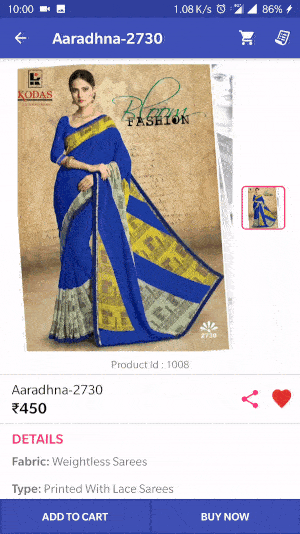 10:00
1.08 K/s
86%
Aaradhna-2730
KODAS
Bloom
FASHION
2730
Product Id : 1008
Aaradhna-2730
₹450
DETAILS
Fabric: Weightless Sarees
Type: Printed With Lace Sarees
ADD TO CART
BUY NOW